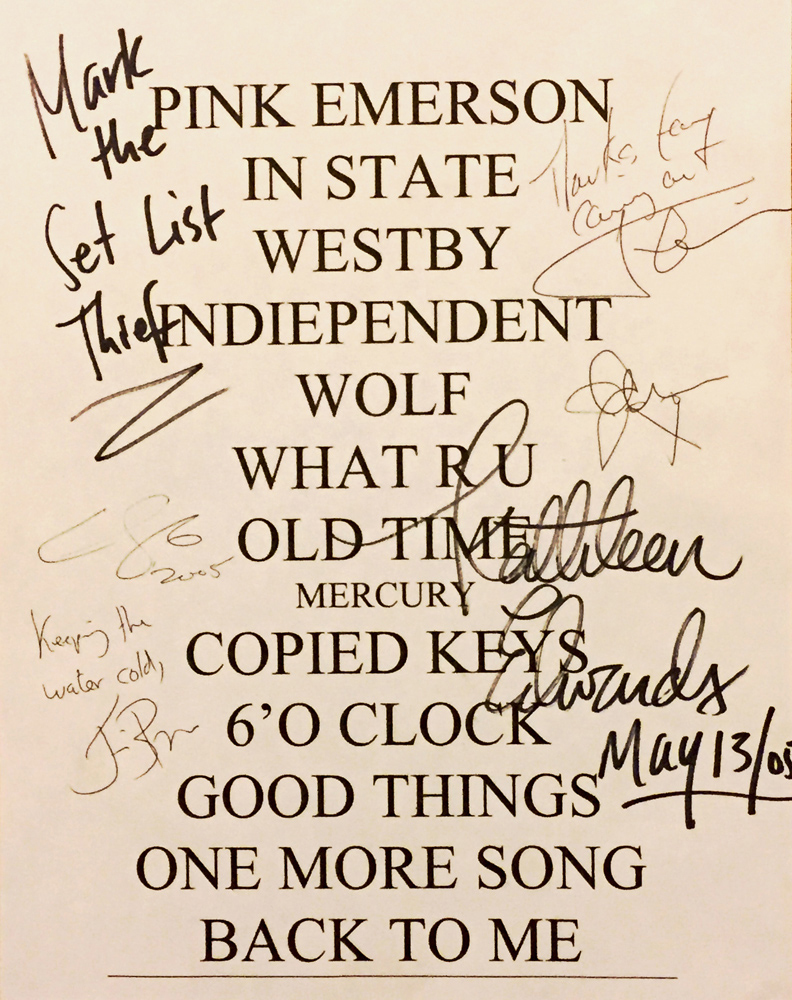 Mark
the
Set List
Thief
PINK EMERSON
IN STATE
WESTBY
INDIEPENDENT
WOLF
WHAT R U
OLD TIME
MERCURY
COPIED KEYS
6’O CLOCK
GOOD THINGS
ONE MORE SONG
BACK TO ME
Thanks for
coming out
Kathleen
Edwards
May 13/05
2005
Keeping the
water cold,